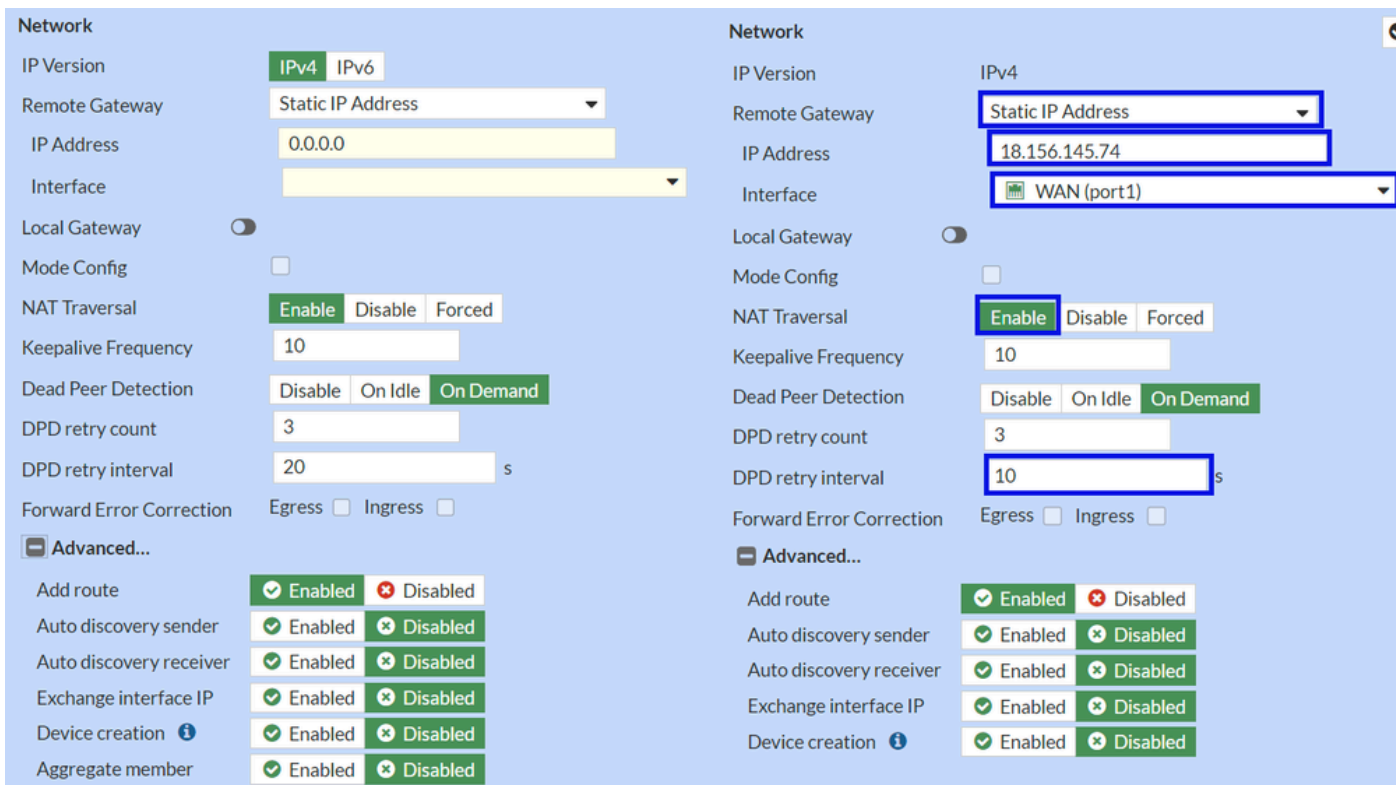 Network
IP Version IPv4 IPv6
Remote Gateway Static IP Address
IP Address 0.0.0.0
Interface
Local Gateway
Mode Config
NAT Traversal Enable Disable Forced
Keepalive Frequency 10
Dead Peer Detection Disable On Idle On Demand
DPD retry count 3
DPD retry interval 20 s
Forward Error Correction Egress Ingress
Advanced...
Add route Enabled Disabled
Auto discovery sender Enabled Disabled
Auto discovery receiver Enabled Disabled
Exchange interface IP Enabled Disabled
Device creation Enabled Disabled
Aggregate member Enabled Disabled
Network
IP Version IPv4
Remote Gateway Static IP Address
IP Address 18.156.145.74
Interface WAN (port1)
Local Gateway
Mode Config
NAT Traversal Enable Disable Forced
Keepalive Frequency 10
Dead Peer Detection Disable On Idle On Demand
DPD retry count 3
DPD retry interval 10 s
Forward Error Correction Egress Ingress
Advanced...
Add route Enabled Disabled
Auto discovery sender Enabled Disabled
Auto discovery receiver Enabled Disabled
Exchange interface IP Enabled Disabled
Device creation Enabled Disabled